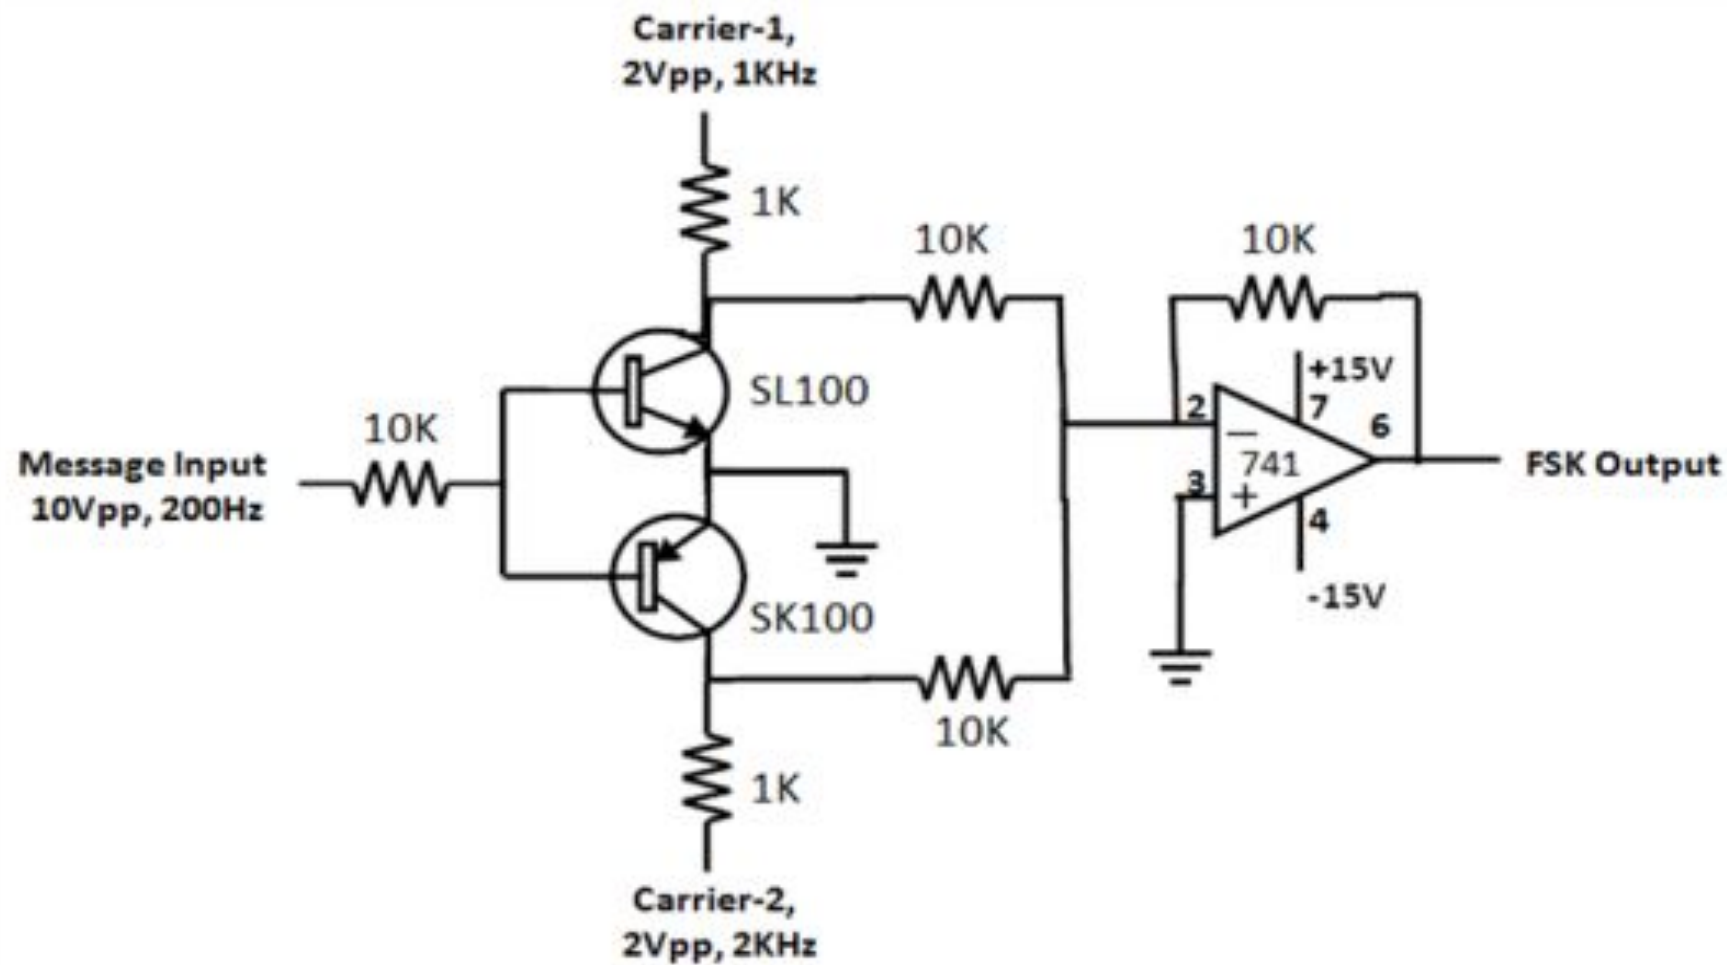 Carrier-1,
2Vpp, 1KHz
1K
10K
10K
SL100
+15V
7
2
6
10K
Message Input
10Vpp, 200Hz
741
FSK Output
3
4
-15V
SK100
10K
1K
Carrier-2,
2Vpp, 2KHz